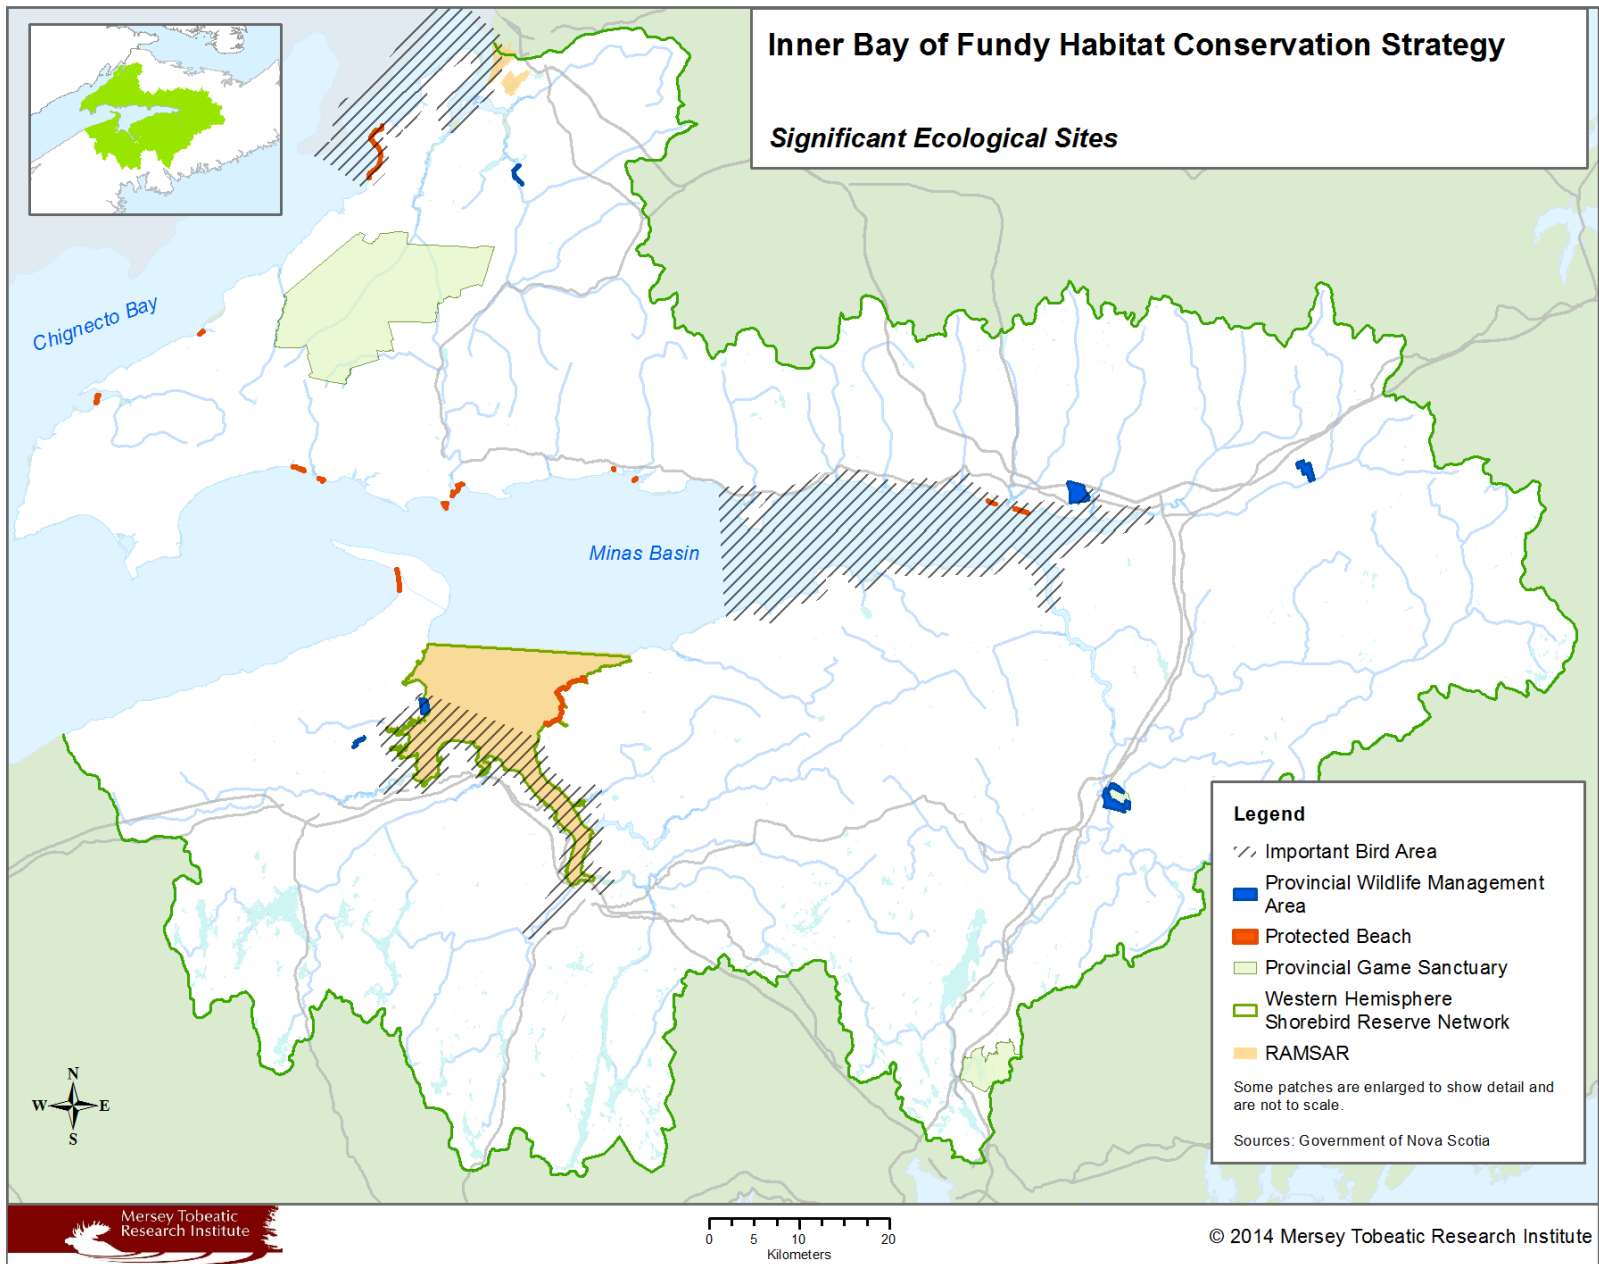 Inner Bay of Fundy Habitat Conservation Strategy
Significant Ecological Sites
Chignecto Bay
Minas Basin
Legend
Important Bird Area
Provincial Wildlife Management
Area
Protected Beach
Provincial Game Sanctuary
Western Hemisphere
Shorebird Reserve Network
RAMSAR
Some patches are enlarged to show detail and
are not to scale.
Sources: Government of Nova Scotia
N
W E
S
Mersey Tobeatic
Research Institute
0 5 10 20
Kilometers
© 2014 Mersey Tobeatic Research Institute